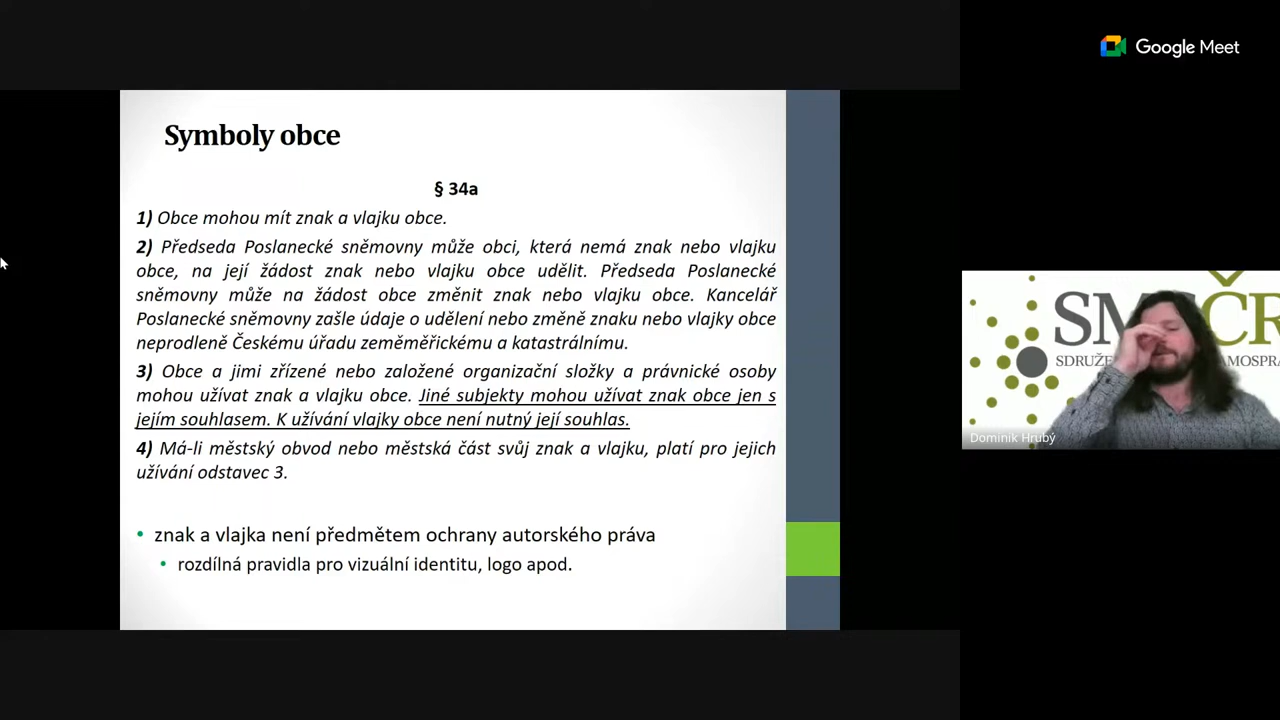 Google Meet
Symboly obce
§ 34a
1) Obce mohou mít znak a vlajku obce.
2) Předseda Poslanecké sněmovny může obci, která nemá znak nebo vlajku
obce, na její žádost znak nebo vlajku obce udělit. Předseda Poslanecké
sněmovny může na žádost obce změnit znak nebo vlajku obce. Kancelář
Poslanecké sněmovny zašle údaje o udělení nebo změně znaku nebo vlajky obce
neprodleně Českému úřadu zeměměřickému a katastrálnímu.
3) Obce a jimi zřízené nebo založené organizační složky a právnické osoby
mohou užívat znak a vlajku obce. Jiné subjekty mohou užívat znak obce jen s
jejím souhlasem. K užívání vlajky obce není nutný její souhlas.
4) Má-li městský obvod nebo městská část svůj znak a vlajku, platí pro jejich
užívání odstavec 3.
• znak a vlajka není předmětem ochrany autorského práva
• rozdílná pravidla pro vizuální identitu, logo apod.
Dominik Hrubý